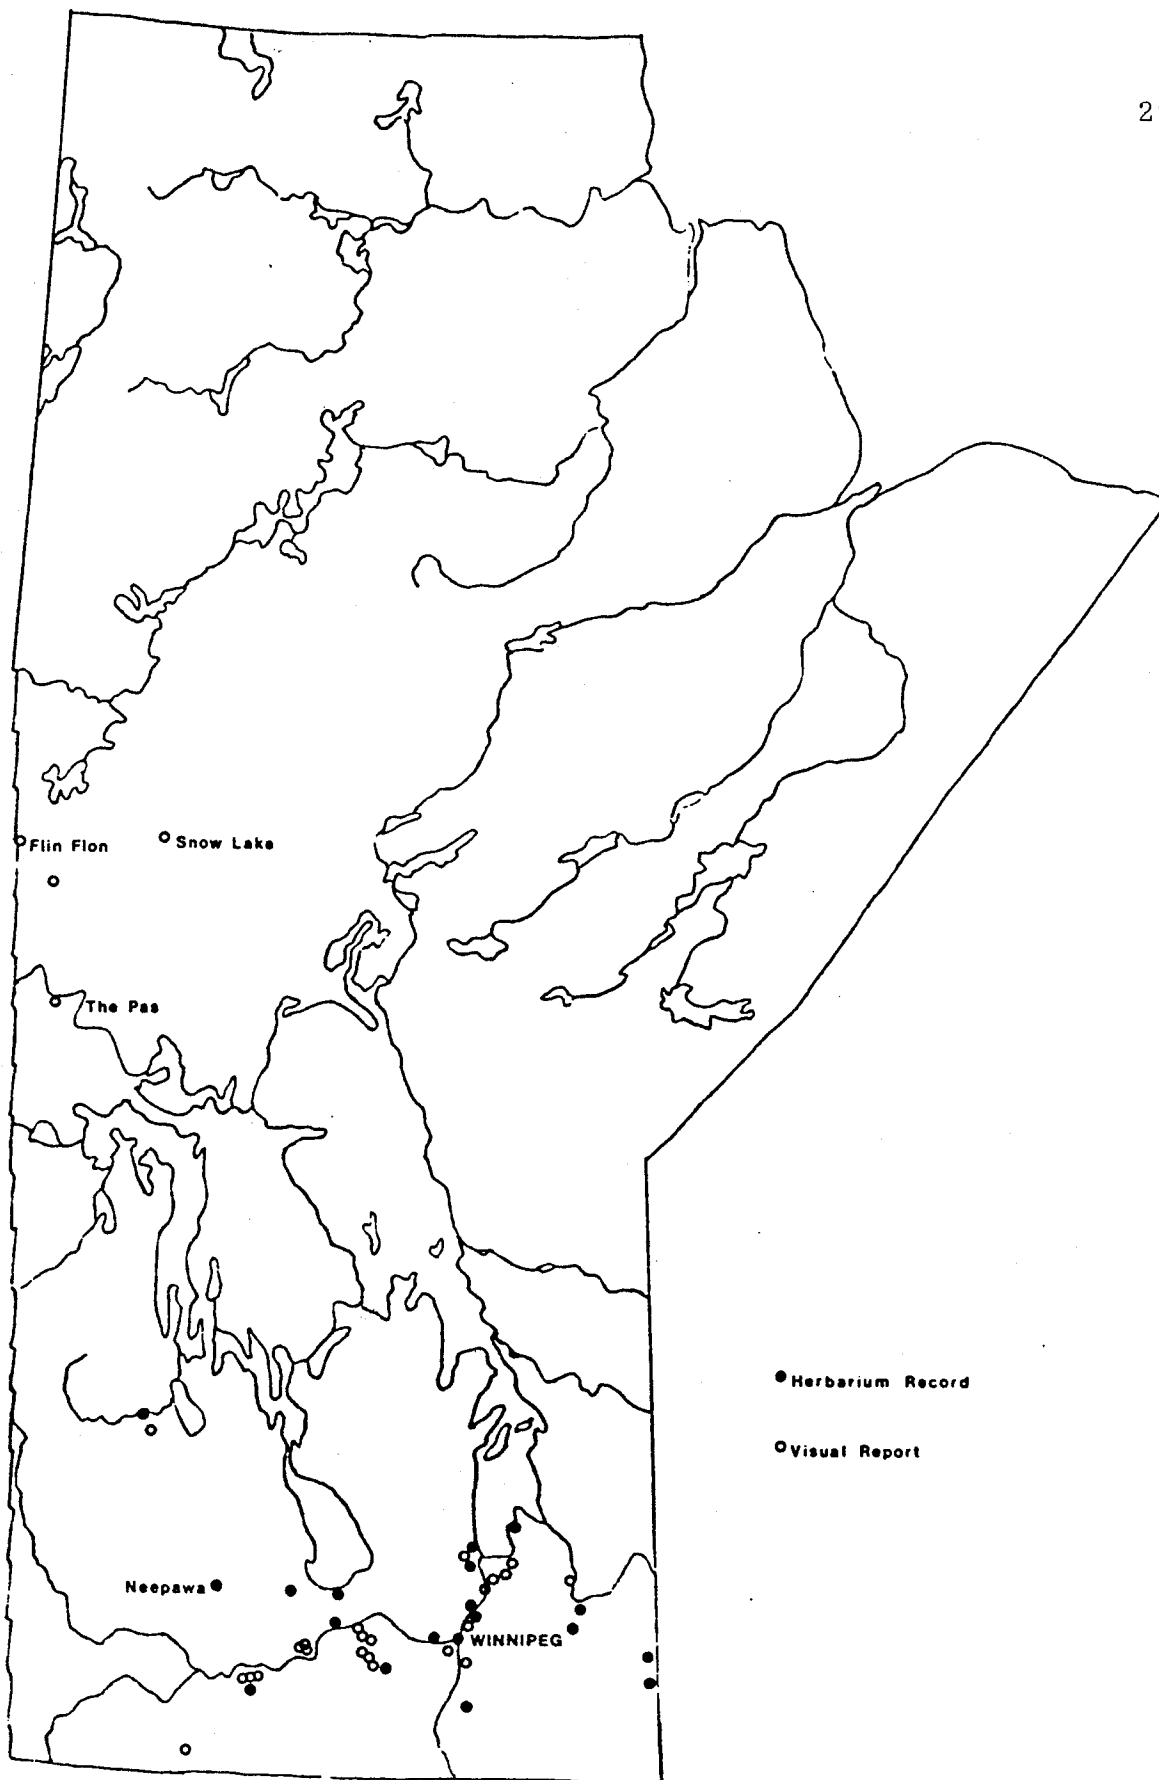 2
Flin Flon
Snow Lake
The Pas
Herbarium Record
Visual Report
Neepawa
WINNIPEG